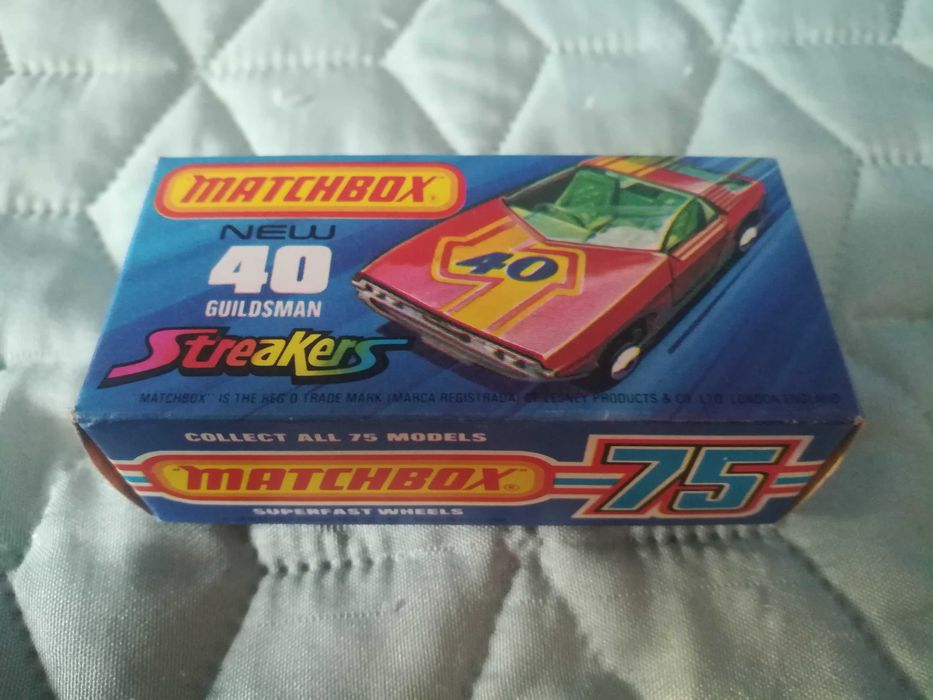 "MATCHBOX"®
NEW
40
GUILDSMAN
Streakers
40
"MATCHBOX" IS THE REG'D TRADE MARK (MARCA REGISTRADA) OF LESNEY PRODUCTS & CO. LTD. LONDON ENGLAND
COLLECT ALL 75 MODELS
"MATCHBOX"®
75
SUPERFAST WHEELS